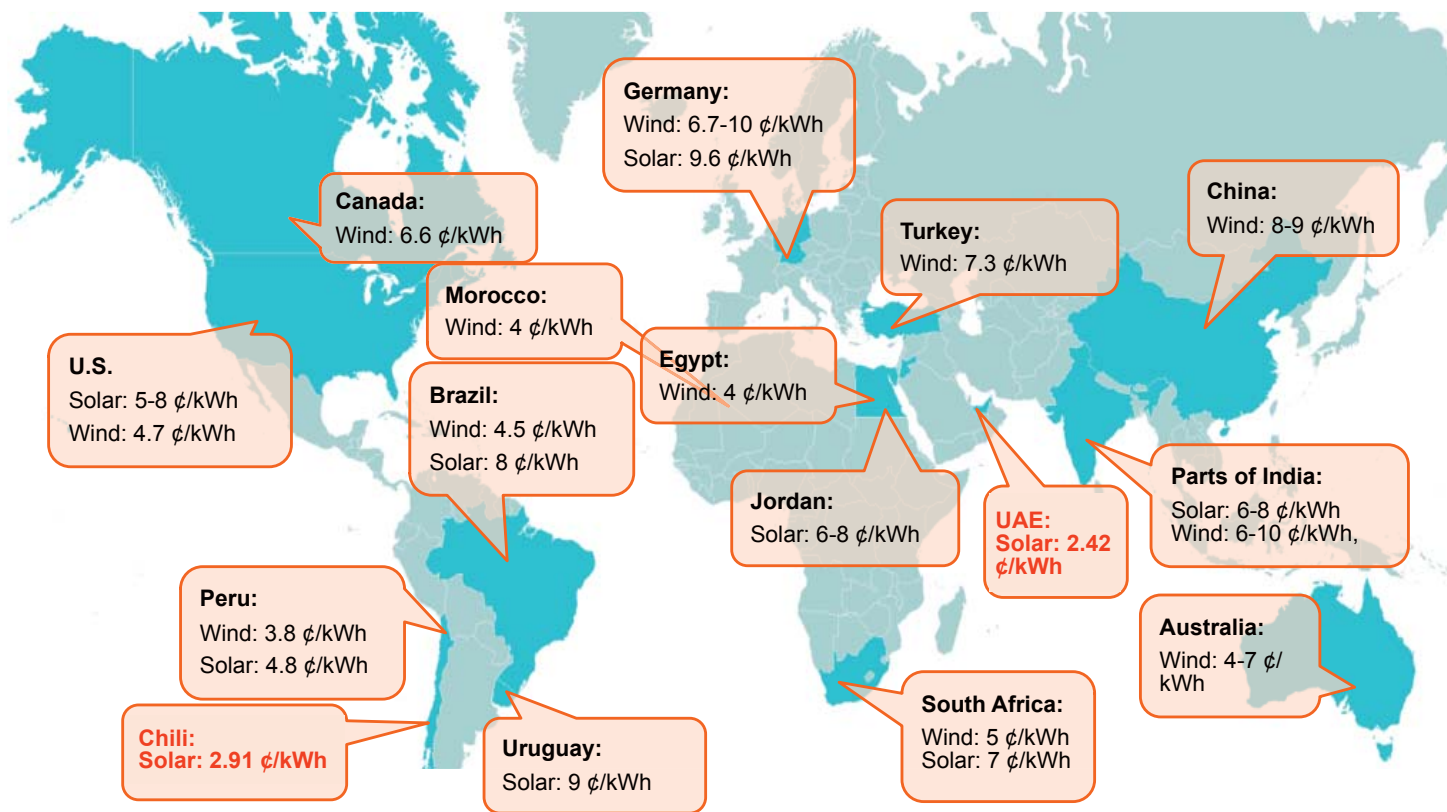 Germany:
Wind: 6.7-10 ¢/kWh
Solar: 9.6 ¢/kWh
Canada:
Wind: 6.6 ¢/kWh
China:
Wind: 8-9 ¢/kWh
Turkey:
Wind: 7.3 ¢/kWh
Morocco:
Wind: 4 ¢/kWh
U.S.
Solar: 5-8 ¢/kWh
Wind: 4.7 ¢/kWh
Egypt:
Wind: 4 ¢/kWh
Brazil:
Wind: 4.5 ¢/kWh
Solar: 8 ¢/kWh
Jordan:
Solar: 6-8 ¢/kWh
UAE:
Solar: 2.42
¢/kWh
Parts of India:
Solar: 6-8 ¢/kWh
Wind: 6-10 ¢/kWh,
Peru:
Wind: 3.8 ¢/kWh
Solar: 4.8 ¢/kWh
Australia:
Wind: 4-7 ¢/
kWh
South Africa:
Wind: 5 ¢/kWh
Solar: 7 ¢/kWh
Chili:
Solar: 2.91 ¢/kWh
Uruguay:
Solar: 9 ¢/kWh